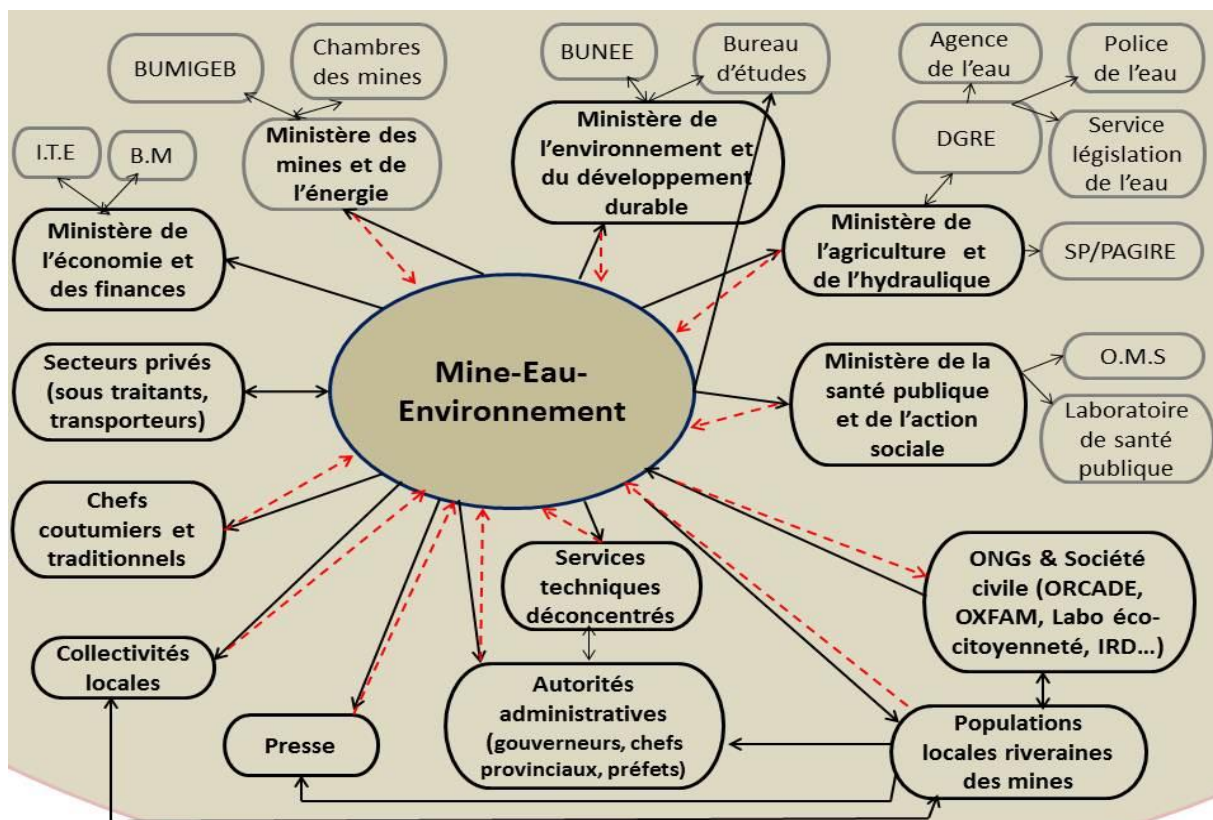 BUMIGEB
Chambres
des mines
BUNEE
Bureau
d’études
Agence
de l’eau
Police
de l’eau
I.T.E
B.M
Ministère des
mines et de
l’énergie
Ministère de
l’environnement et
du développement
durable
DGRE
Service
législation
de l’eau
Ministère de
l’économie et
des finances
Ministère de
l’agriculture et
de l’hydraulique
SP/PAGIRE
Secteurs privés
(sous traitants,
transporteurs)
Mine-Eau-
Environnement
Ministère de la
santé publique
et de l’action
sociale
O.M.S
Laboratoire
de santé
publique
Chefs
coutumiers et
traditionnels
Services
techniques
déconcentrés
ONGs & Société
civile (ORCADE,
OXFAM, Labo éco-
citoyenneté, IRD…)
Collectivités
locales
Presse
Autorités
administratives
(gouverneurs, chefs
provinciaux, préfets)
Populations
locales riveraines
des mines